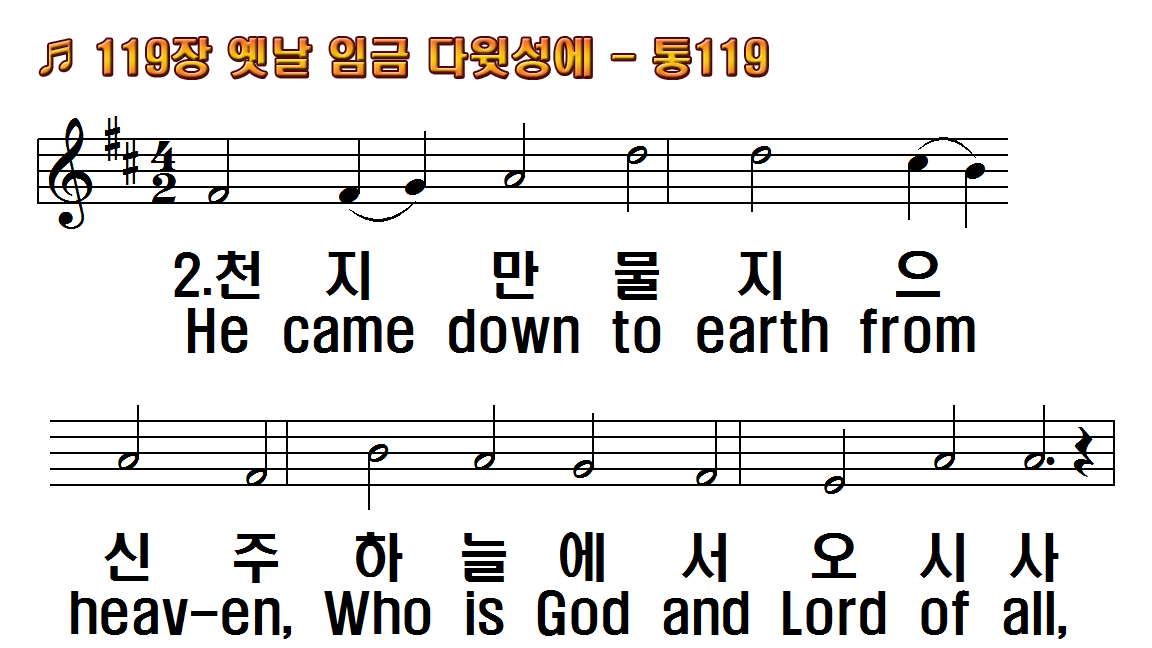 ♬ 119장 옛날 임금 다윗성에 - 통119
2.천 지 만 물 지 으
He came down to earth from
신 주 하 늘 에 서 오 시 사
heav-en, Who is God and Lord of all,